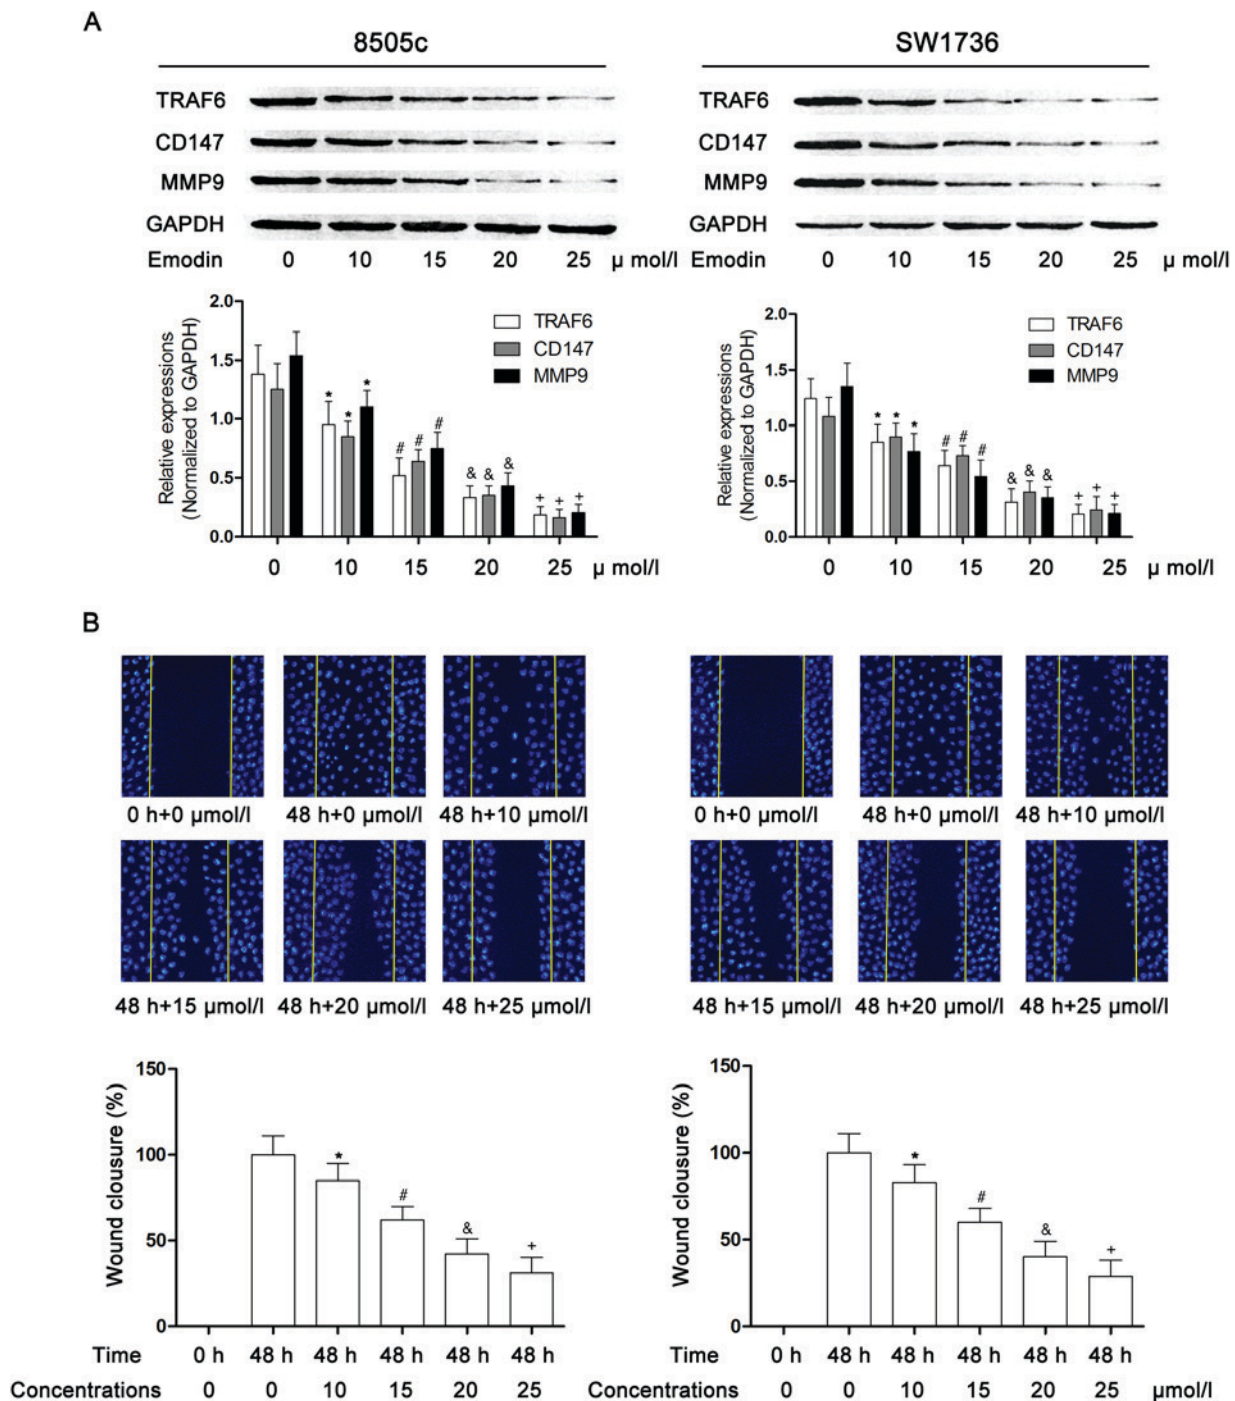 A
8505c
SW1736
TRAF6
CD147
MMP9
GAPDH
Emodin 0 10 15 20 25 μ mol/l
TRAF6
CD147
MMP9
GAPDH
Emodin 0 10 15 20 25 μ mol/l
Relative expressions
(Normalized to GAPDH)
2.0
1.5
1.0
0.5
0.0
TRAF6
CD147
MMP9
* * *
# # #
& & &
+ + +
0 10 15 20 25 μ mol/l
Relative expressions
(Normalized to GAPDH)
2.0
1.5
1.0
0.5
0.0
TRAF6
CD147
MMP9
* * *
# # #
& & &
+ + +
0 10 15 20 25 μ mol/l
B
0 h+0 μmol/l 48 h+0 μmol/l 48 h+10 μmol/l
48 h+15 μmol/l 48 h+20 μmol/l 48 h+25 μmol/l
0 h+0 μmol/l 48 h+0 μmol/l 48 h+10 μmol/l
48 h+15 μmol/l 48 h+20 μmol/l 48 h+25 μmol/l
Wound clousure (%)
150
100
50
0
*
#
&
+
Time 0 h 48 h 48 h 48 h 48 h 48 h
Concentrations 0 0 10 15 20 25
Wound clousure (%)
150
100
50
0
*
#
&
+
Time 0 h 48 h 48 h 48 h 48 h 48 h
Concentrations 0 0 10 15 20 25 μmol/l